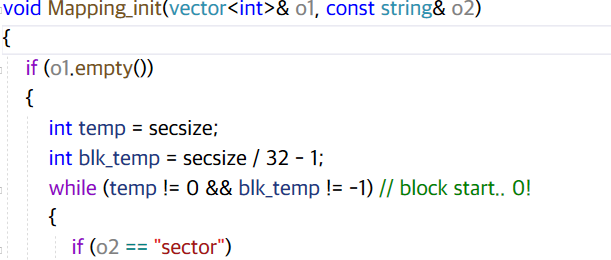 void Mapping_init(vector<int>& o1, const string& o2)
{
if (o1.empty())
{
int temp = secsize;
int blk_temp = secsize / 32 - 1;
while (temp != 0 && blk_temp != -1) // block start.. 0!
{
if (o2 == "sector")